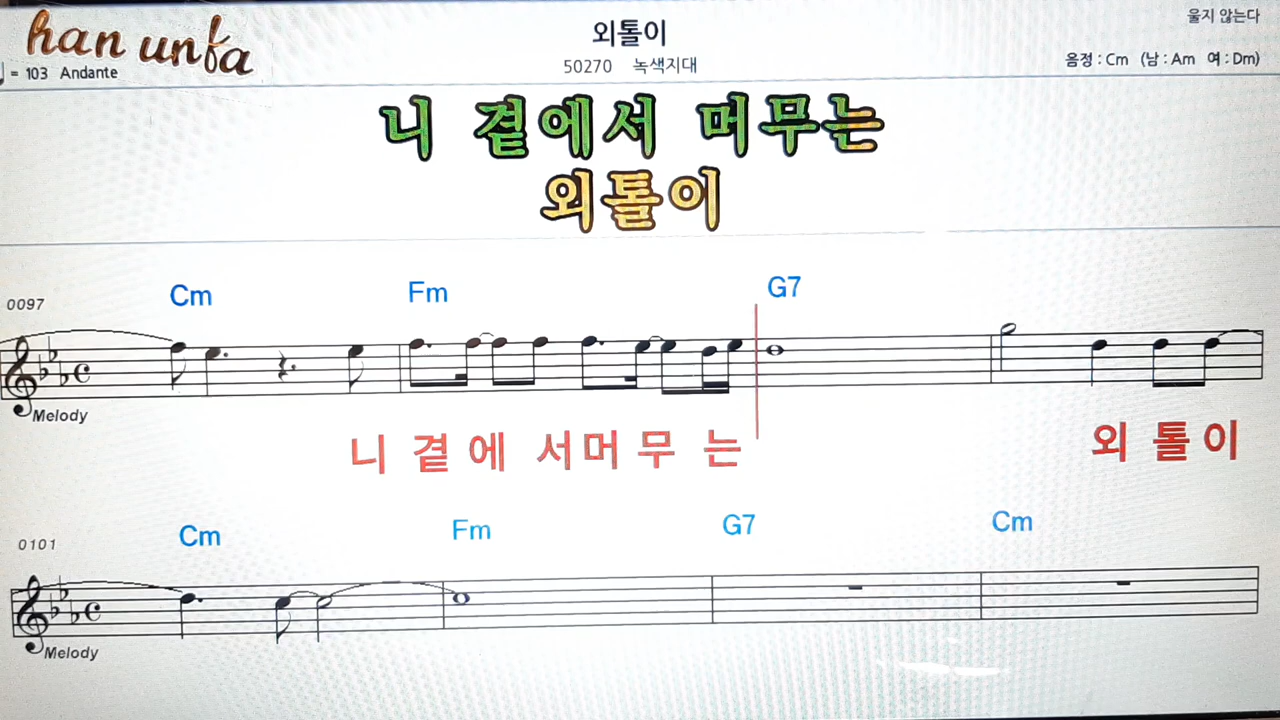 han unfa
외톨이
울지 않는다
= 103 Andante
50270 녹색지대
음정 : Cm (남 : Am 여 : Dm)
니 곁에서 머무는
외톨이
0097 Cm Fm G7
Melody
니 곁에 서머 무 는 외 톨 이
0101 Cm Fm G7 Cm
Melody